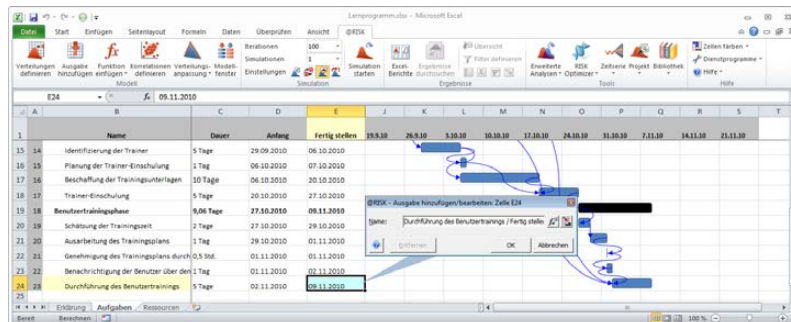 Lernprogramm.xlsx - Microsoft Excel
Datei Start Einfügen Seitenlayout Formeln Daten Überprüfen Ansicht @RISK
Verteilungen definieren Ausgabe hinzufügen Funktion einfügen Korrelationen definieren Verteilungs- anpassung Modell- fenster
Modell
Iterationen 100
Simulationen 1
Einstellungen
Simulation starten
Simulation
Excel- Berichte Ergebnisse durchsuchen Übersicht Filter definieren
Ergebnisse
Erweiterte Analysen RISK Optimizer Zeitserie Projekt Bibliothek
Tools
Zellen färben
Dienstprogramme
Hilfe
Hilfe
E24 fx 09.11.2010
A B C D E J K L M N O P Q R S T
1 Name Dauer Anfang Fertig stellen 19.9.10 26.9.10 3.10.10 10.10.10 17.10.10 24.10.10 31.10.10 7.11.10 14.11.10 21.11.10
15 14 Identifizierung der Trainer 5 Tage 29.09.2010 06.10.2010
16 15 Planung der Trainer-Einschulung 1 Tag 06.10.2010 07.10.2010
17 16 Beschaffung der Trainingsunterlagen 10 Tage 06.10.2010 20.10.2010
18 17 Trainer-Einschulung 5 Tage 20.10.2010 27.10.2010
19 18 Benutzertrainingsphase 9,06 Tage 27.10.2010 09.11.2010
20 19 Schätzung der Trainingszeit 2 Tage 27.10.2010 29.10.2010
21 20 Ausarbeitung des Trainingsplans 1 Tag 29.10.2010 01.11.2010
22 21 Genehmigung des Trainingsplans durch 0,5 Std. 01.11.2010 01.11.2010
23 22 Benachrichtigung der Benutzer über den 1 Tag 01.11.2010 02.11.2010
24 23 Durchführung des Benutzertrainings 5 Tage 02.11.2010 09.11.2010
25
@RISK - Ausgabe hinzufügen/bearbeiten: Zelle E24
Name: Durchführung des Benutzertrainings / Fertig stellen
Entfernen OK Abbrechen
Erklärung Aufgaben Ressourcen
Bereit Berechnen 100 %